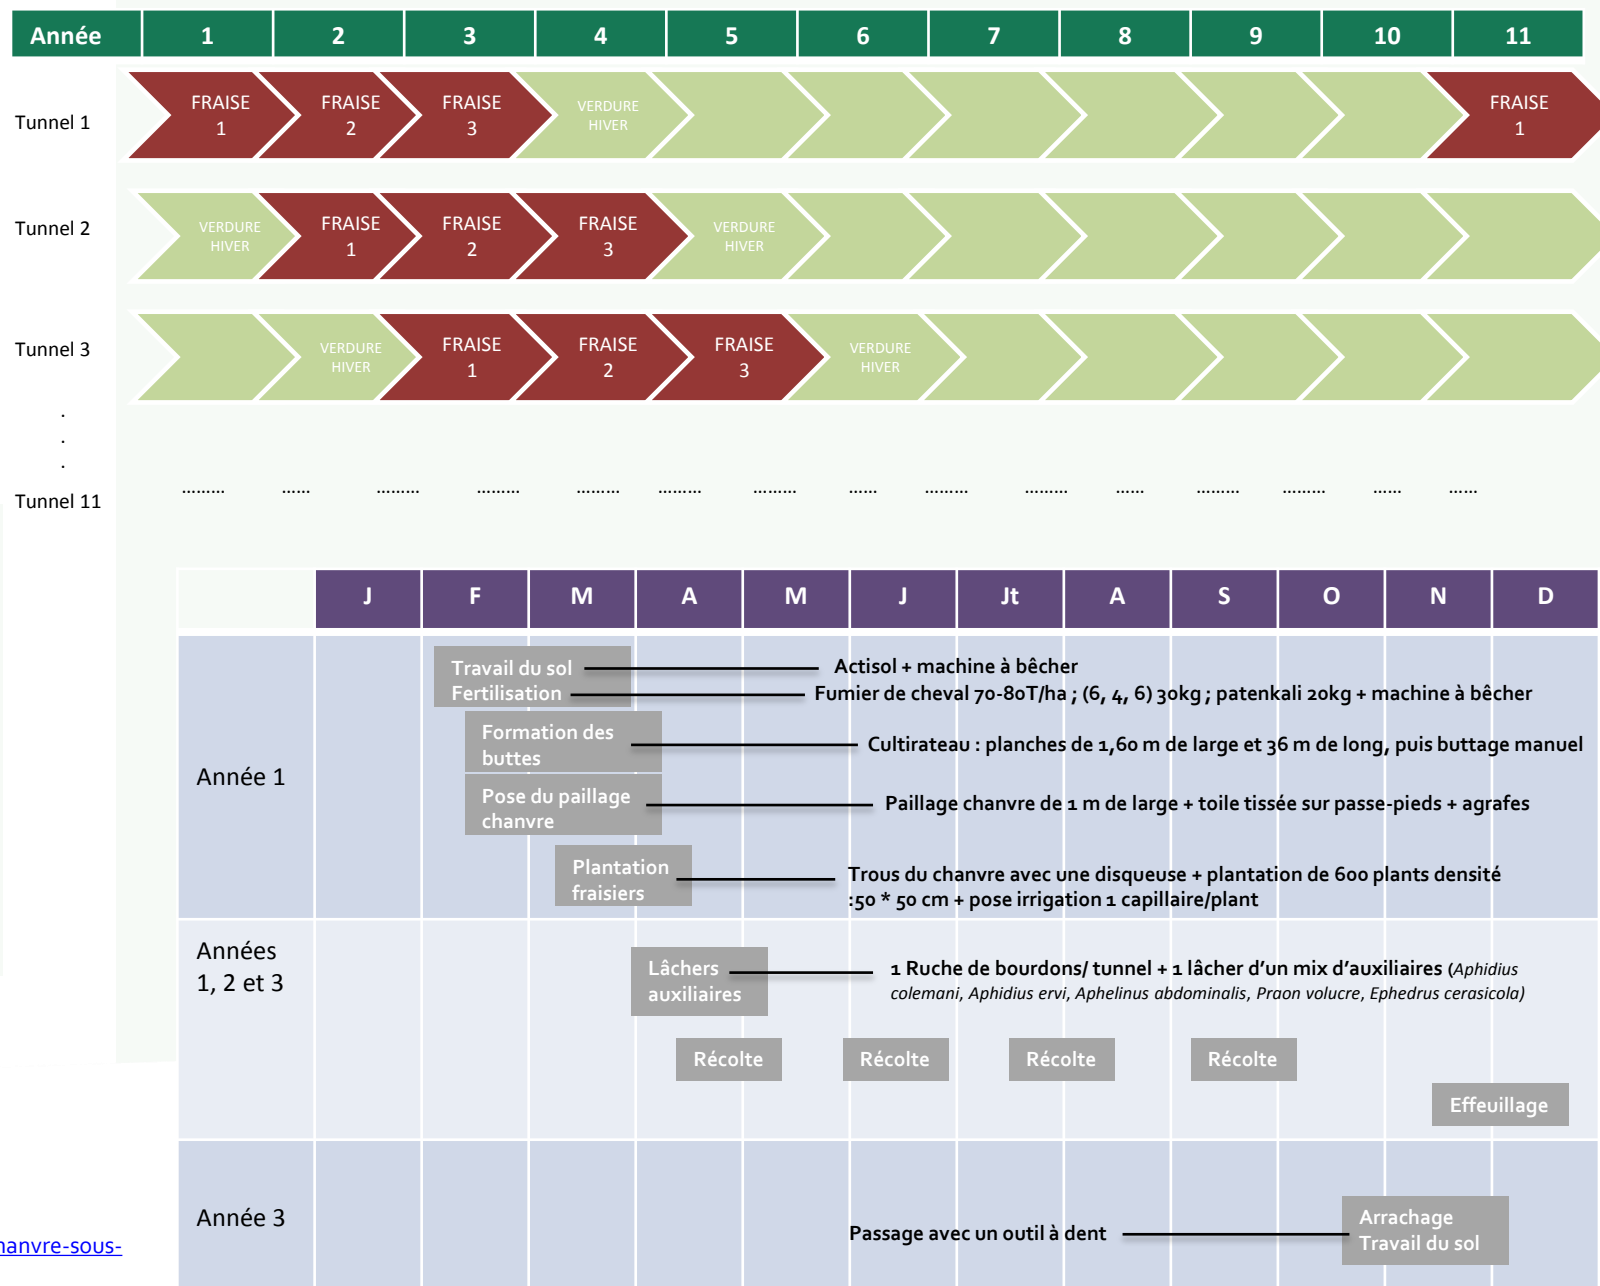 Année 1 2 3 4 5 6 7 8 9 10 11
Tunnel 1
FRAISE 1
FRAISE 2
FRAISE 3
VERDURE HIVER
FRAISE 1
Tunnel 2
VERDURE HIVER
FRAISE 1
FRAISE 2
FRAISE 3
VERDURE HIVER
Tunnel 3
VERDURE HIVER
FRAISE 1
FRAISE 2
FRAISE 3
VERDURE HIVER
.
.
.
Tunnel 11 ......... ...... ......... ......... ......... ......... ......... ...... ......... ......... ...... ......... ......... ...... ......
J F M A M J Jt A S O N D
Année 1
Travail du sol
Fertilisation
Actisol + machine à bêcher
Fumier de cheval 70-80T/ha ; (6, 4, 6) 30kg ; patenkali 20kg + machine à bêcher
Formation des
buttes
Cultirateau : planches de 1,60 m de large et 36 m de long, puis buttage manuel
Pose du paillage
chanvre
Paillage chanvre de 1 m de large + toile tissée sur passe-pieds + agrafes
Plantation
fraisiers
Trous du chanvre avec une disqueuse + plantation de 600 plants densité
:50 * 50 cm + pose irrigation 1 capillaire/plant
Années
1, 2 et 3
Lâchers
auxiliaires
1 Ruche de bourdons/ tunnel + 1 lâcher d'un mix d'auxiliaires (Aphidius
colemani, Aphidius ervi, Aphelinus abdominalis, Praon volucre, Ephedrus cerasicola)
Récolte Récolte Récolte Récolte
Effeuillage
Année 3
Passage avec un outil à dent
Arrachage
Travail du sol
hanvre-sous-